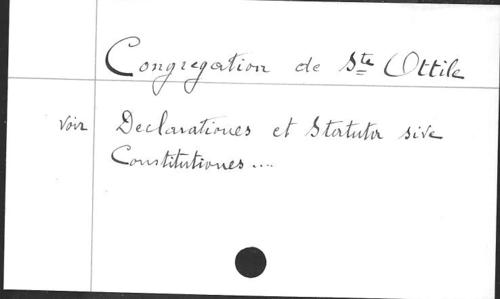 Congregation de Ste Ottile
voir Declarationes et Statuta sive
Constitutiones....